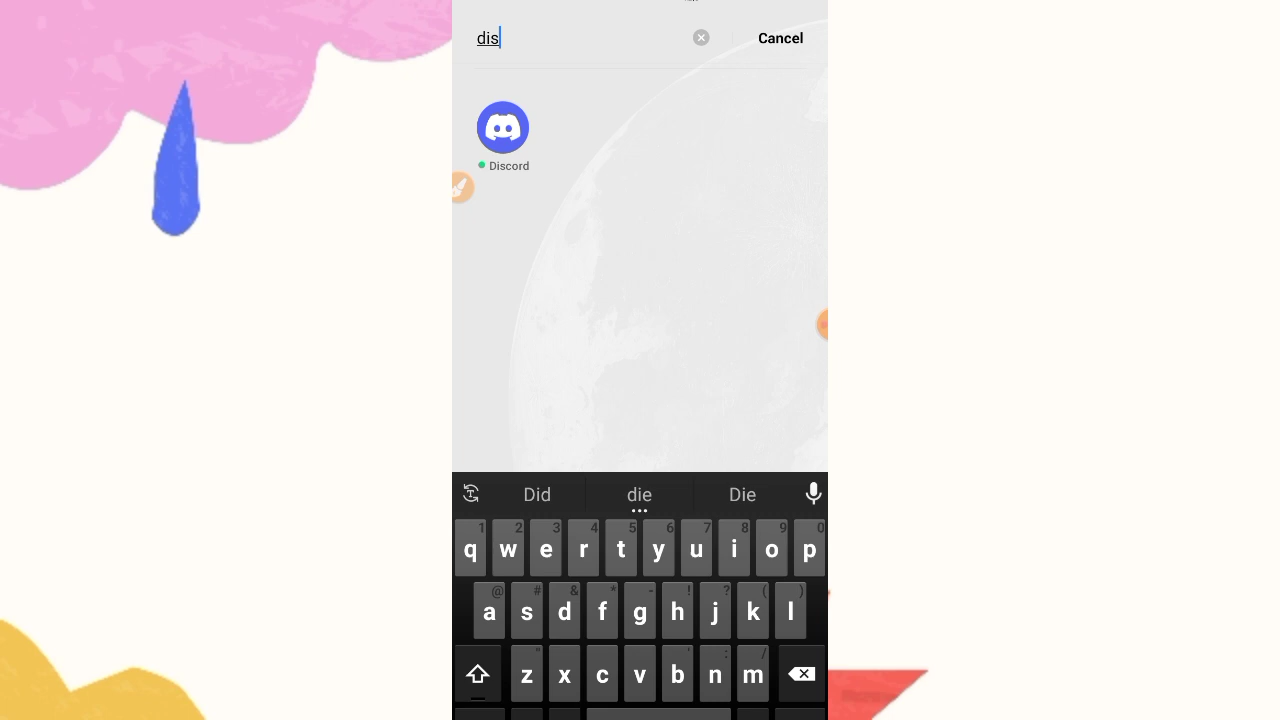 dis
Cancel
Discord
Did die Die
1 2 3 4 5 6 7 8 9 0
q w e r t y u i o p
@ # & * - ! ? ( )
a s d f g h j k l
" ' : /
z x c v b n m